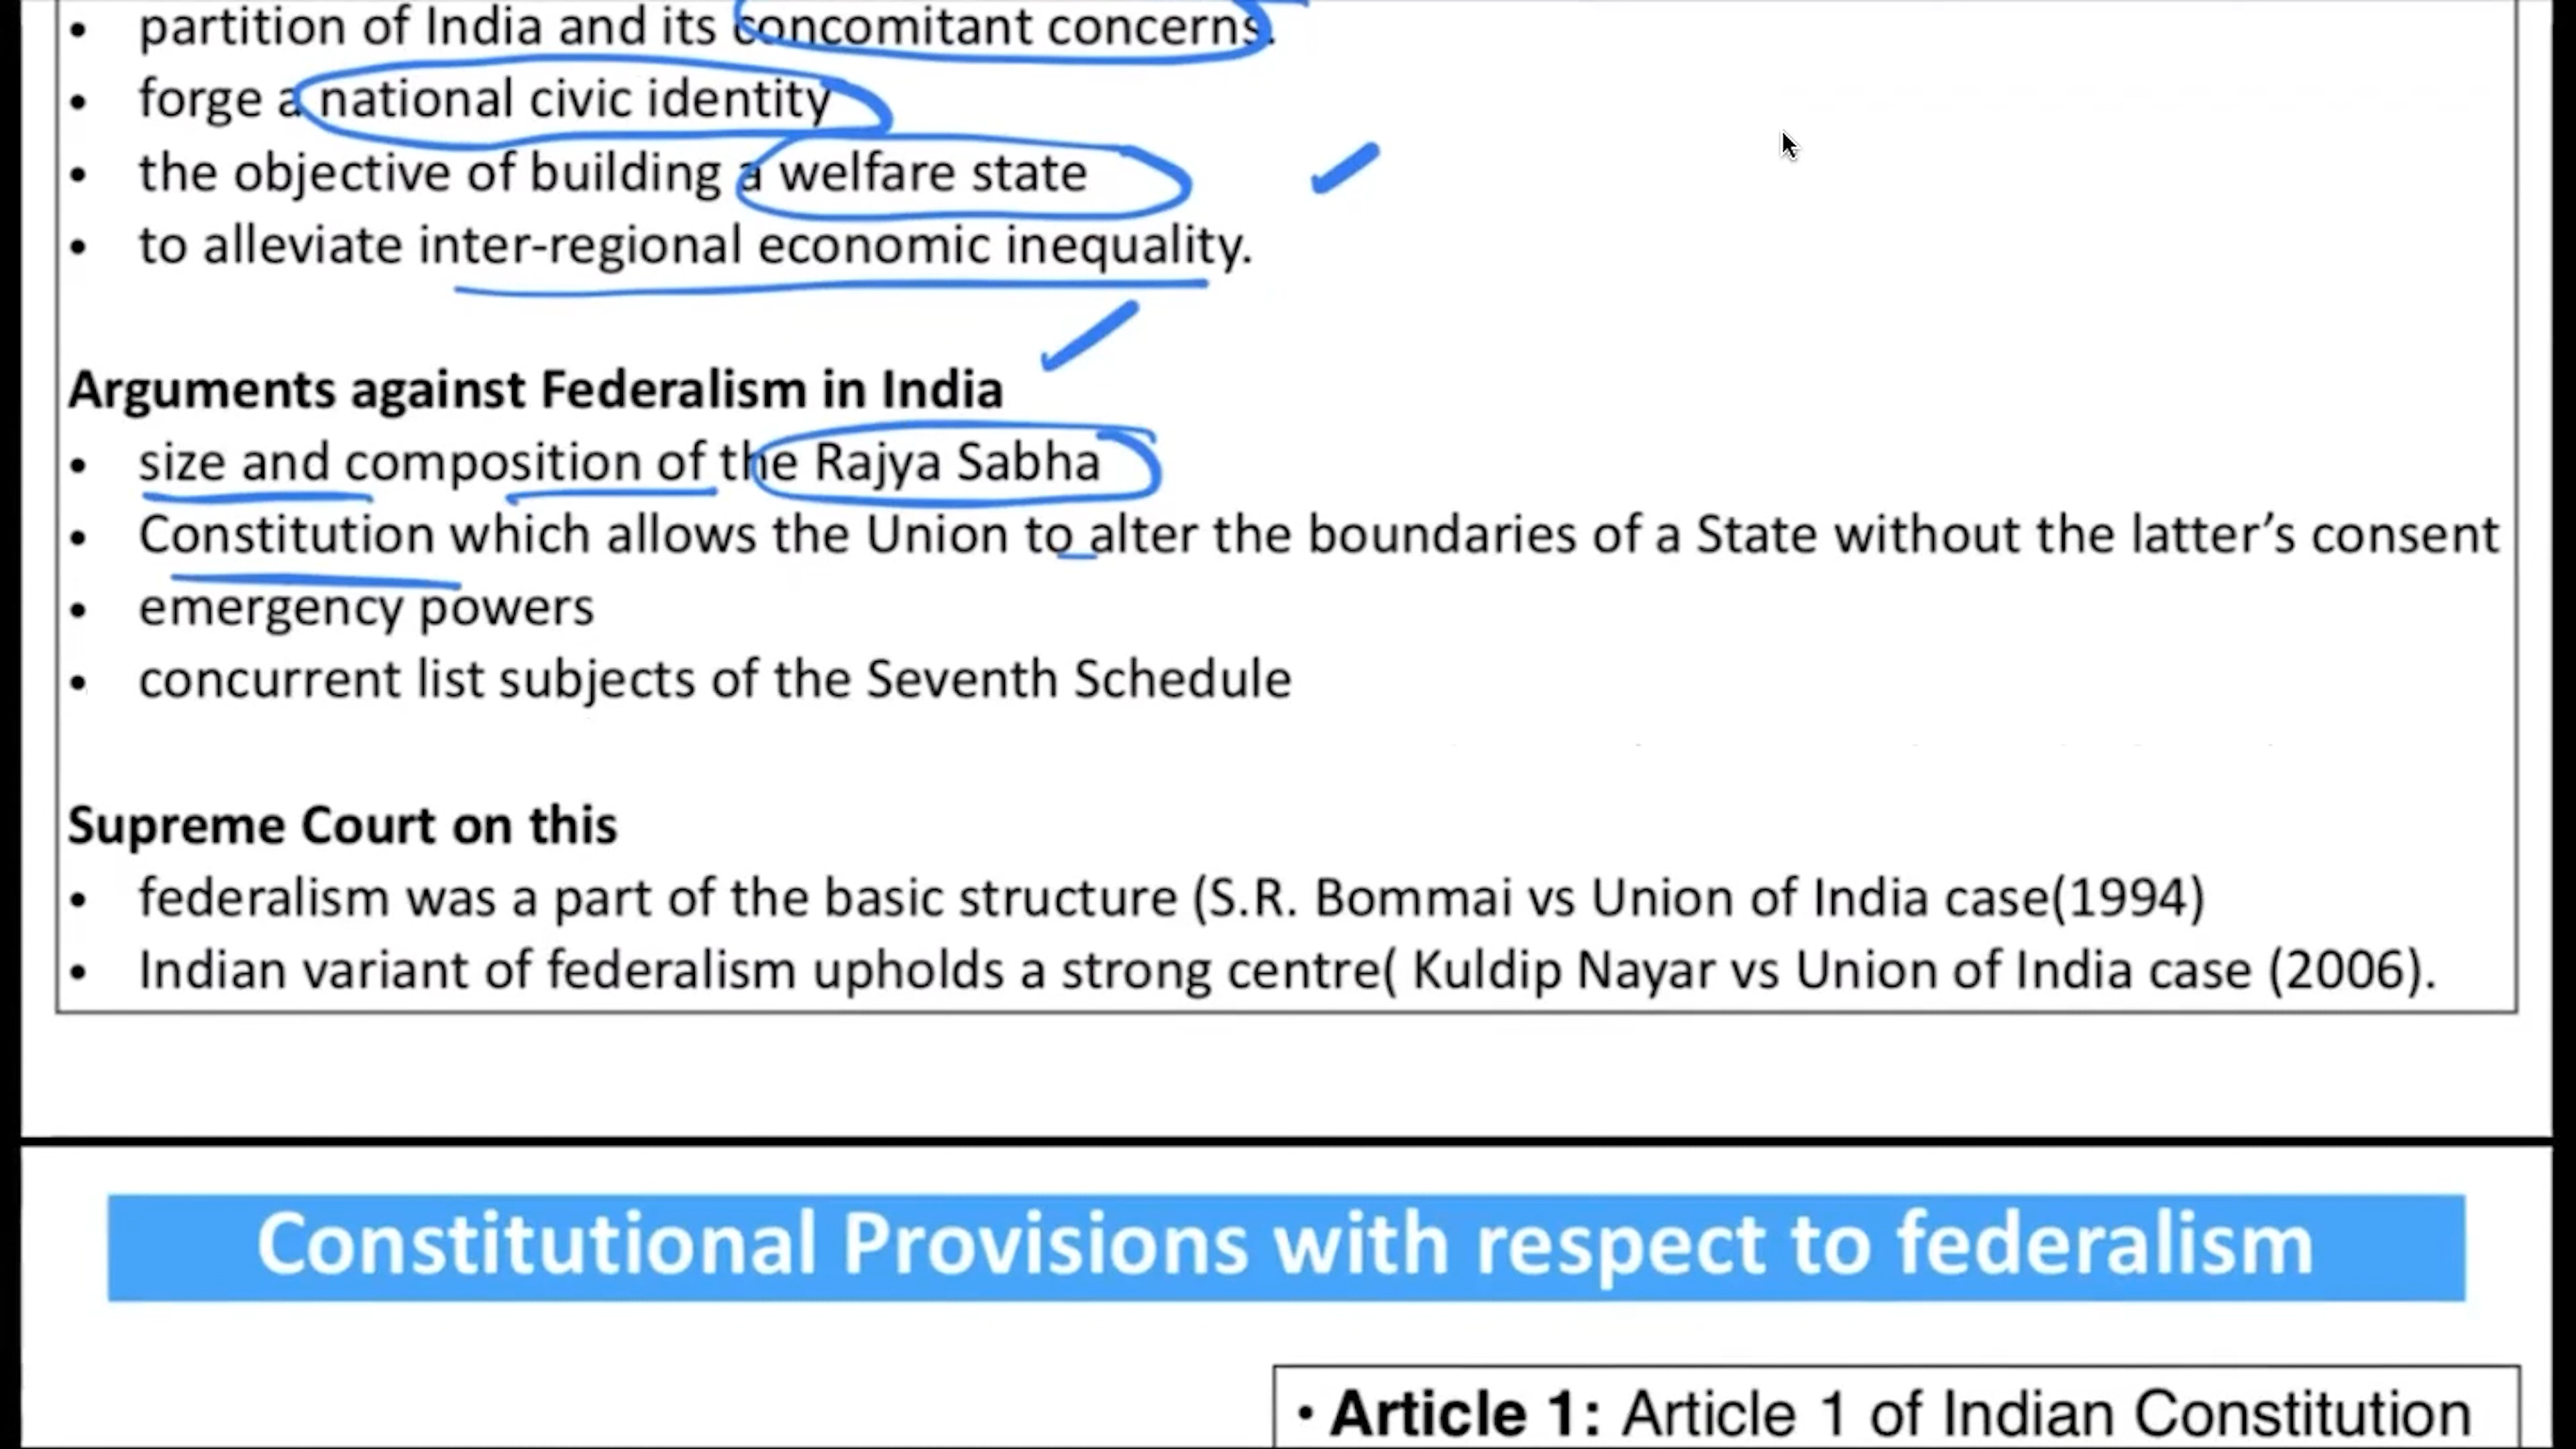 • partition of India and its concomitant concerns.
• forge a national civic identity
• the objective of building a welfare state
• to alleviate inter-regional economic inequality.
Arguments against Federalism in India
• size and composition of the Rajya Sabha
• Constitution which allows the Union to alter the boundaries of a State without the latter’s consent
• emergency powers
• concurrent list subjects of the Seventh Schedule
Supreme Court on this
• federalism was a part of the basic structure (S.R. Bommai vs Union of India case(1994)
• Indian variant of federalism upholds a strong centre( Kuldip Nayar vs Union of India case (2006).
Constitutional Provisions with respect to federalism
• Article 1: Article 1 of Indian Constitution